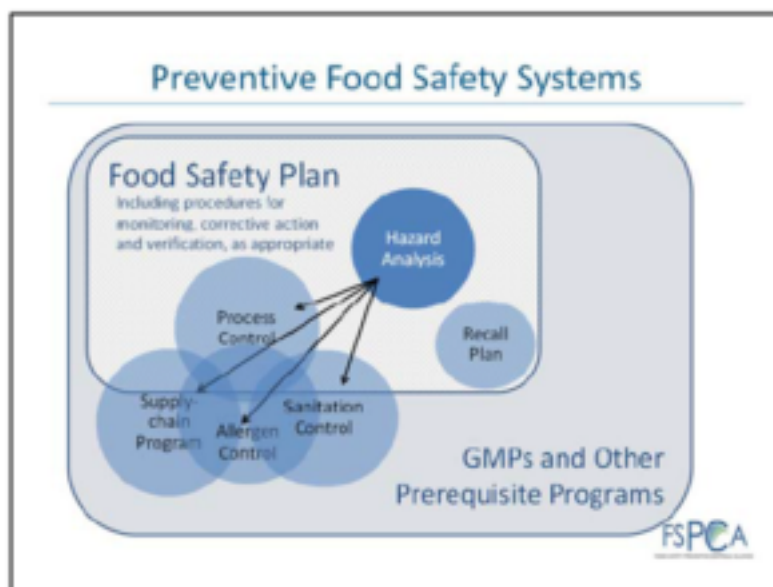 Preventive Food Safety Systems
Food Safety Plan
Including procedures for
monitoring, corrective action
and verification, as appropriate
Hazard
Analysis
Process
Control
Recall
Plan
Supply-
chain
Program
Allergen
Control
Sanitation
Control
GMPs and Other
Prerequisite Programs
FSPCA